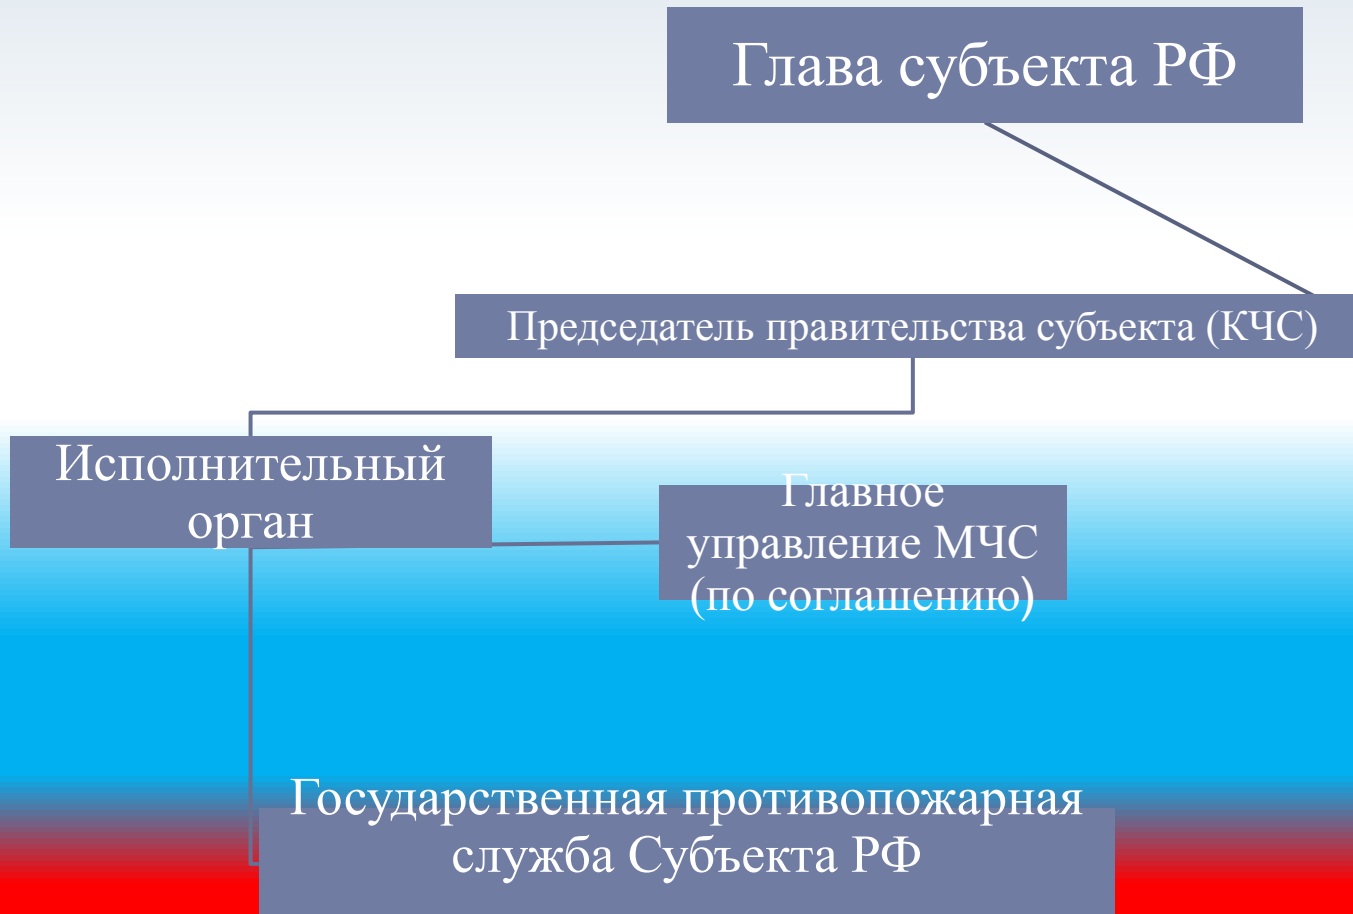 Глава субъекта РФ
Председатель правительства субъекта (КЧС)
Исполнительный
орган
Главное
управление МЧС
(по соглашению)
Государственная противопожарная
служба Субъекта РФ